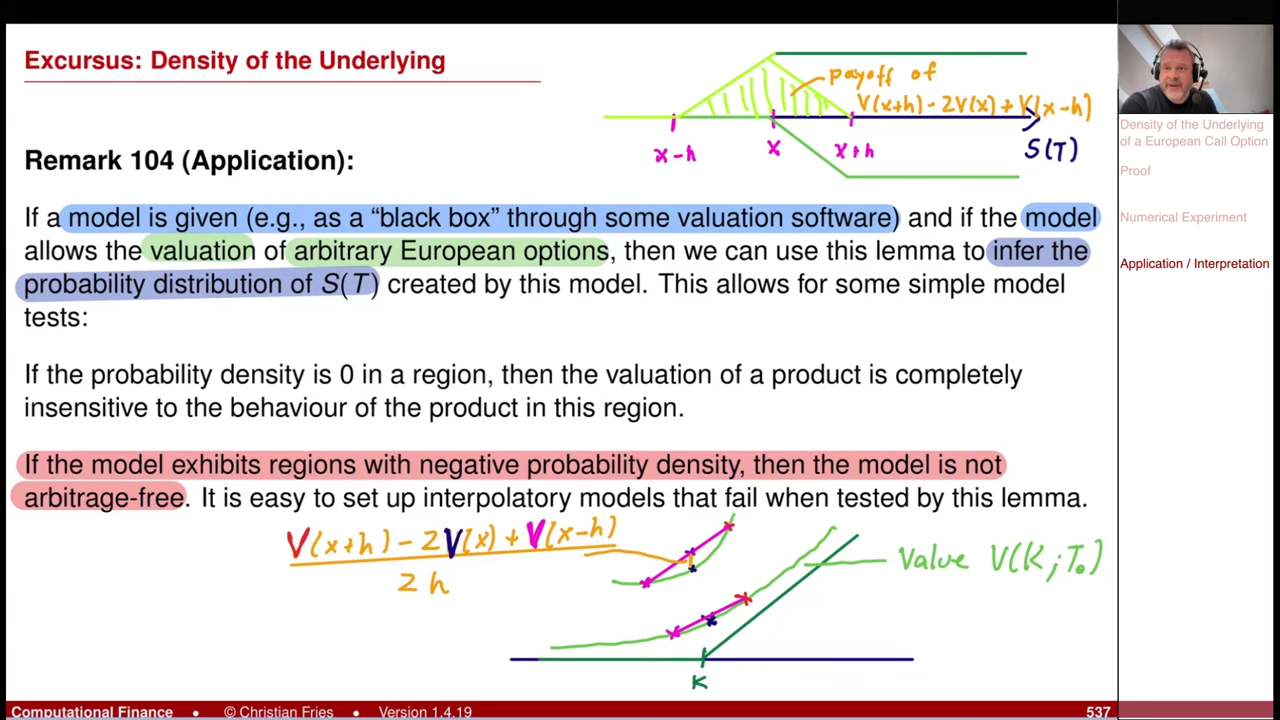 Excursus: Density of the Underlying
payoff of
V(x+h) - 2V(x) + V(x-h)
x-h
x
x+h
S(T)
Remark 104 (Application):
If a model is given (e.g., as a “black box” through some valuation software) and if the model
allows the valuation of arbitrary European options, then we can use this lemma to infer the
probability distribution of S(T) created by this model. This allows for some simple model
tests:
If the probability density is 0 in a region, then the valuation of a product is completely
insensitive to the behaviour of the product in this region.
If the model exhibits regions with negative probability density, then the model is not
arbitrage-free. It is easy to set up interpolatory models that fail when tested by this lemma.
V(x+h) - 2V(x) + V(x-h)
2h
Value V(K; T₀)
K
Computational Finance • © Christian Fries • Version 1.4.19
537
Density of the Underlying
of a European Call Option
Proof
Numerical Experiment
Application / Interpretation